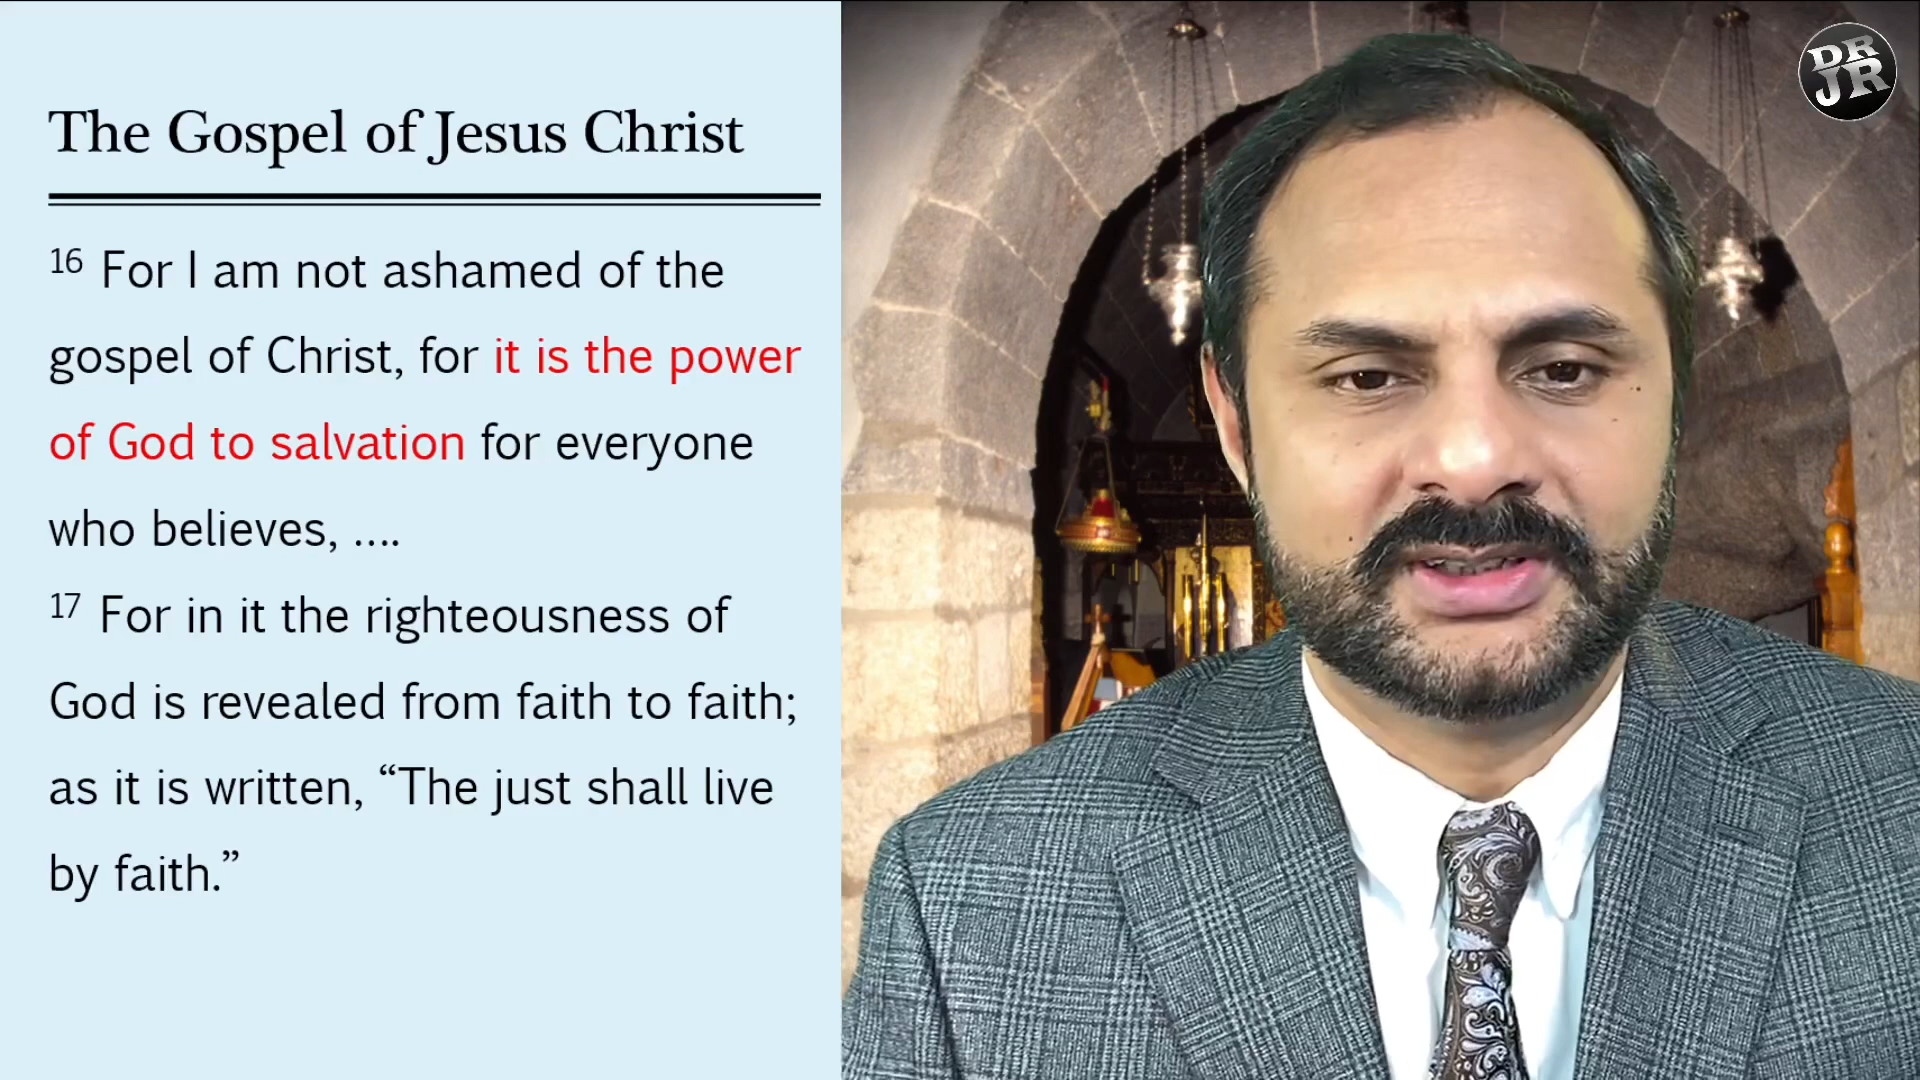 The Gospel of Jesus Christ
16 For I am not ashamed of the
gospel of Christ, for it is the power
of God to salvation for everyone
who believes, ....
17 For in it the righteousness of
God is revealed from faith to faith;
as it is written, “The just shall live
by faith.”
DR
JR